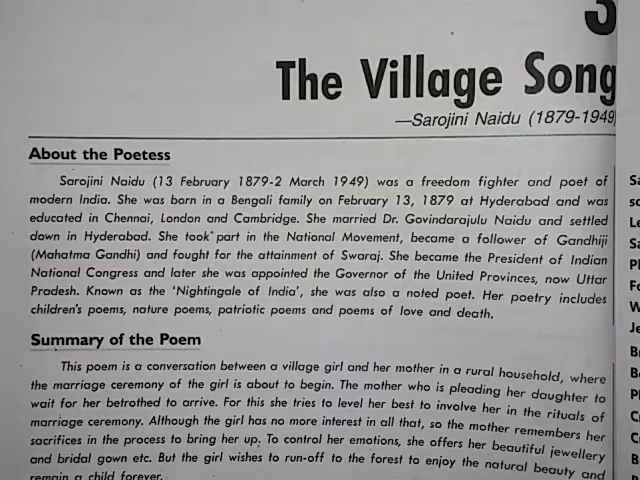 3
The Village Song
—Sarojini Naidu (1879-1949)
About the Poetess
Sarojini Naidu (13 February 1879-2 March 1949) was a freedom fighter and poet of
modern India. She was born in a Bengali family on February 13, 1879 at Hyderabad and was
educated in Chennai, London and Cambridge. She married Dr. Govindarajulu Naidu and settled
down in Hyderabad. She took part in the National Movement, became a follower of Gandhiji
(Mahatma Gandhi) and fought for the attainment of Swaraj. She became the President of Indian
National Congress and later she was appointed the Governor of the United Provinces, now Uttar
Pradesh. Known as the 'Nightingale of India', she was also a noted poet. Her poetry includes
children's poems, nature poems, patriotic poems and poems of love and death.
Summary of the Poem
This poem is a conversation between a village girl and her mother in a rural household, where
the marriage ceremony of the girl is about to begin. The mother who is pleading her daughter to
wait for her betrothed to arrive. For this she tries to level her best to involve her in the rituals of
marriage ceremony. Although the girl has no more interest in all that, so the mother remembers her
sacrifices in the process to bring her up. To control her emotions, she offers her beautiful jewellery
and bridal gown etc. But the girl wishes to run-off to the forest to enjoy the natural beauty and
remain a child forever.